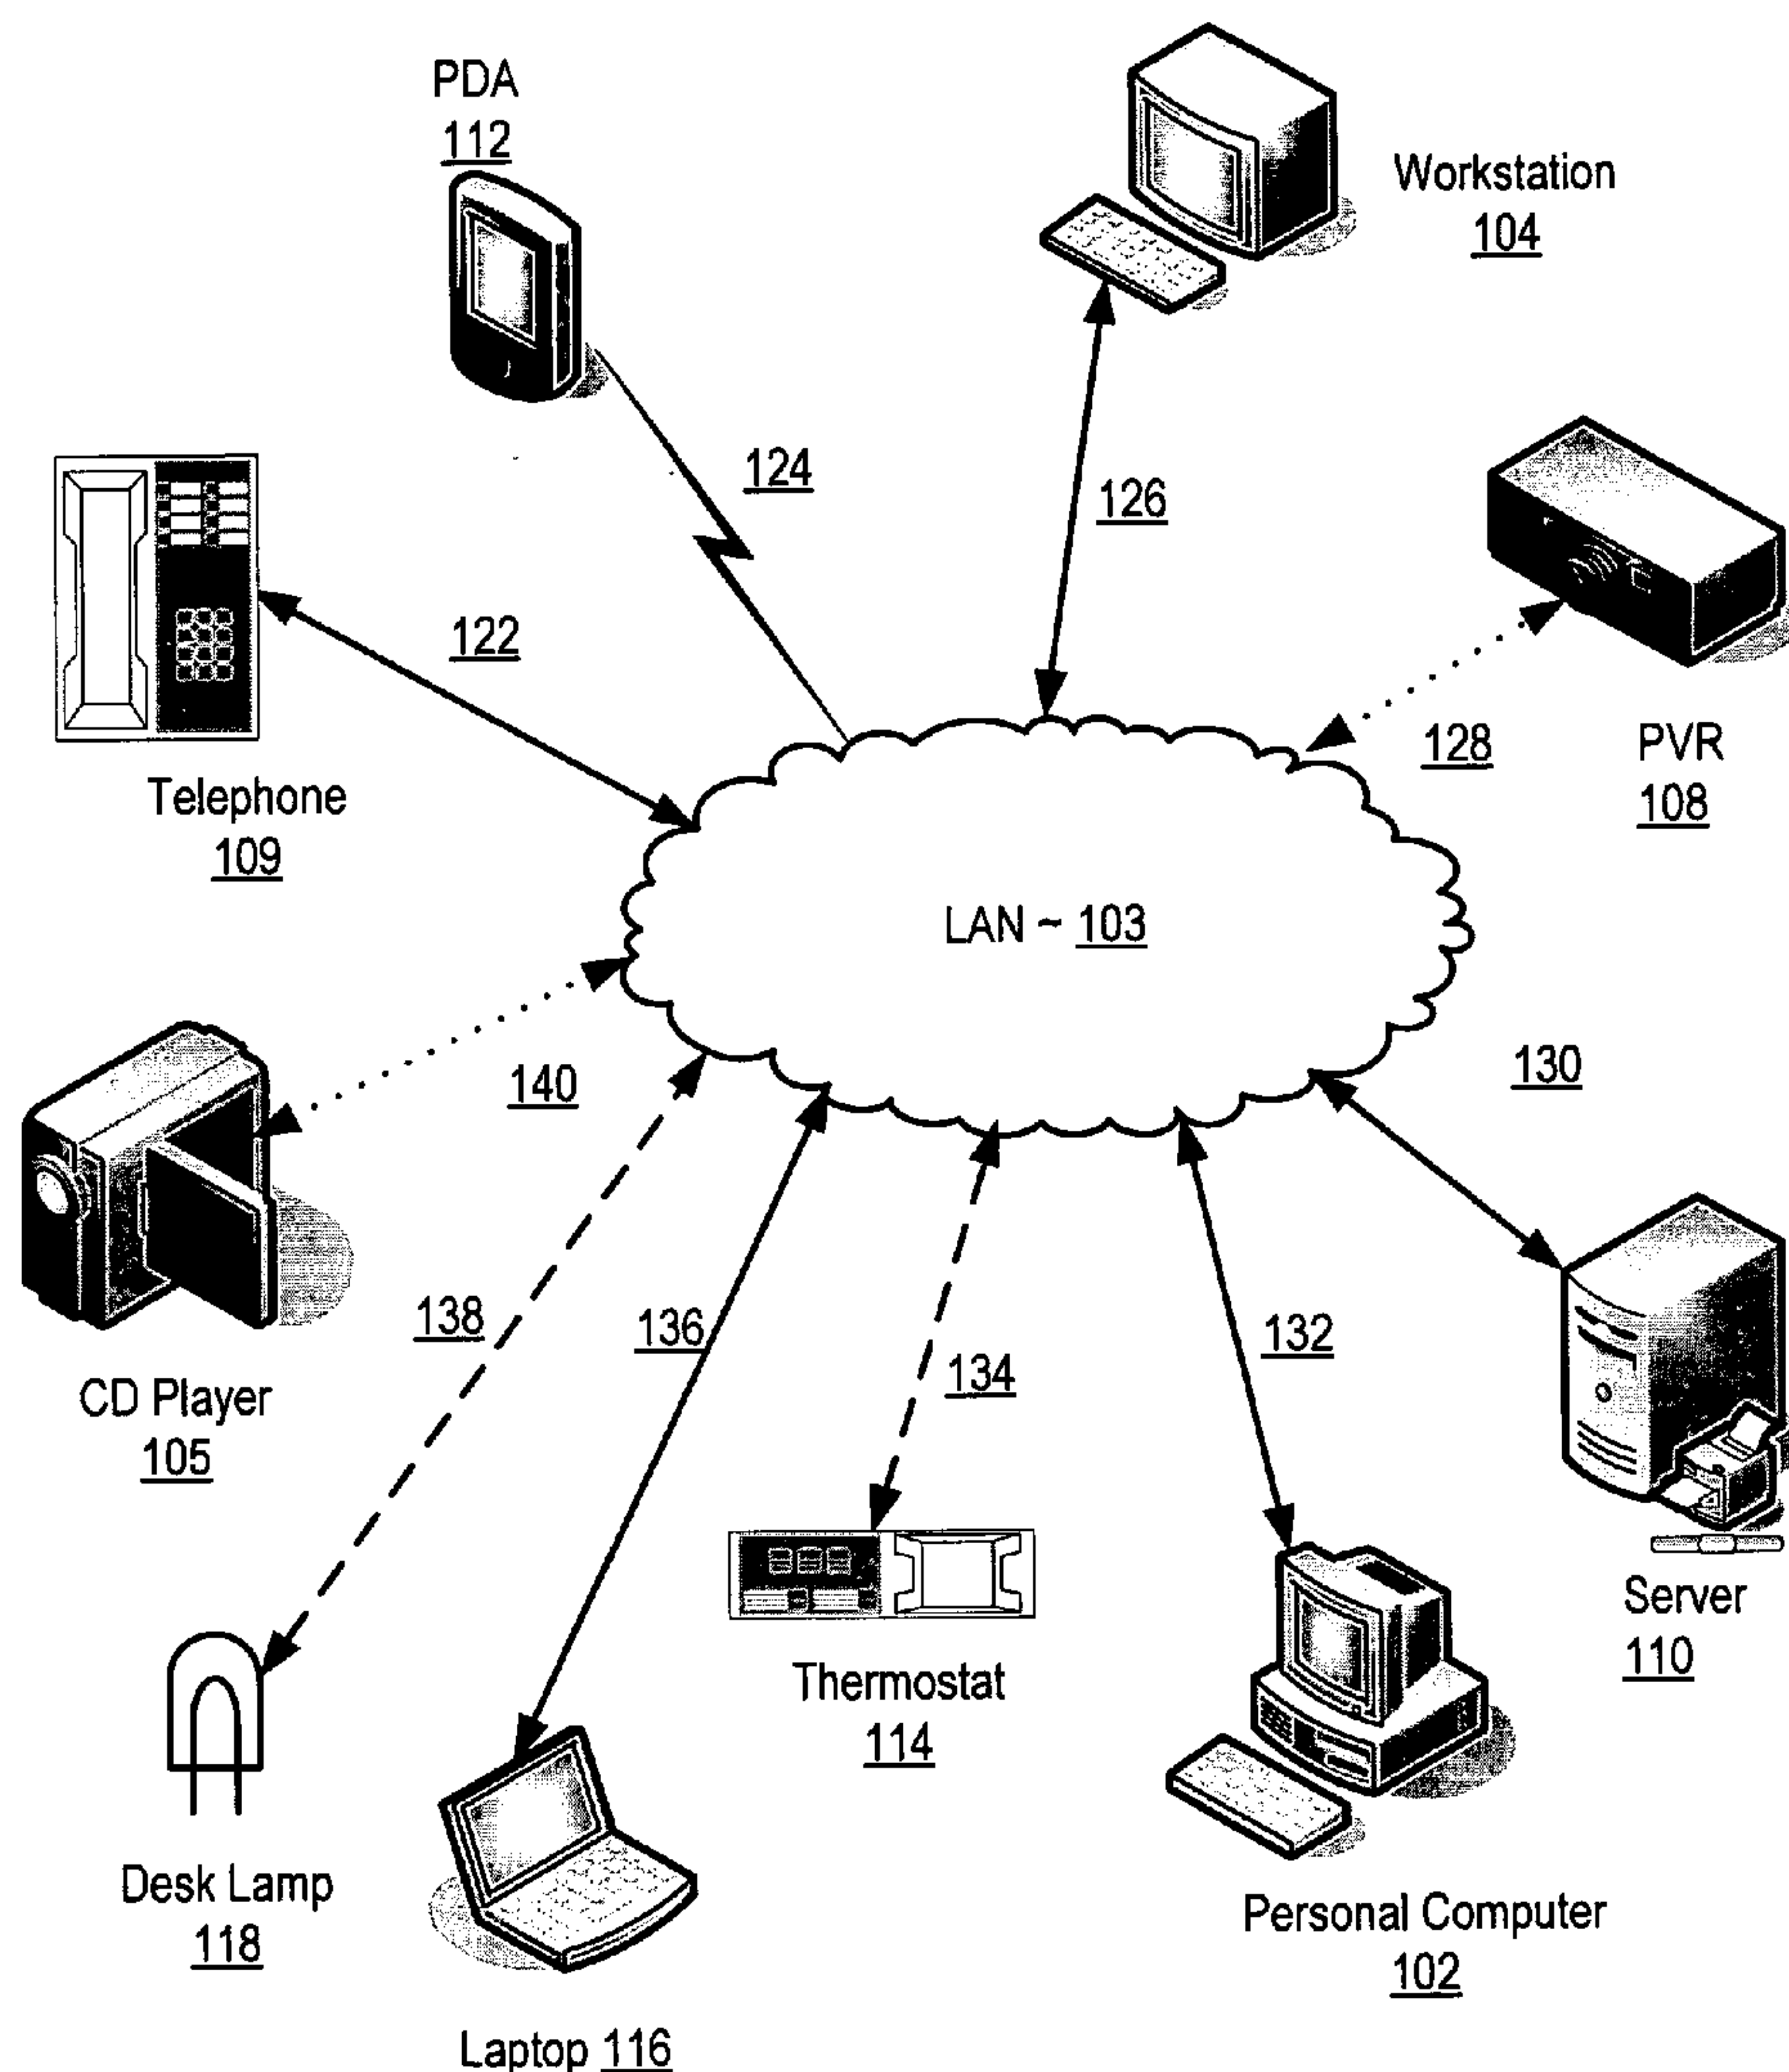 PDA
112
Workstation
104
124
126
122
128
PVR
108
Telephone
109
LAN ~ 103
140
130
CD Player
105
138
136
134
132
Server
110
Thermostat
114
Desk Lamp
118
Personal Computer
102
Laptop 116